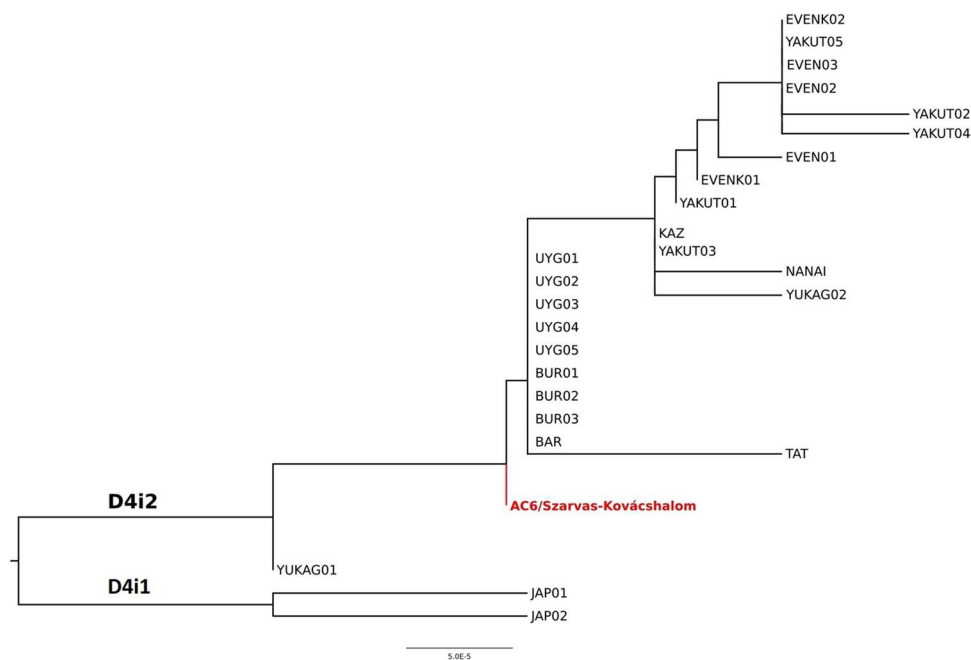 EVENK02
YAKUT05
EVEN03
EVEN02
YAKUT02
YAKUT04
EVEN01
EVENK01
YAKUT01
KAZ
YAKUT03
UYG01
NANAI
UYG02
YUKAG02
UYG03
UYG04
UYG05
BUR01
BUR02
BUR03
BAR
TAT
D4i2
AC6/Szarvas-Kovácshalom
YUKAG01
D4i1
JAP01
JAP02
5.0E-5